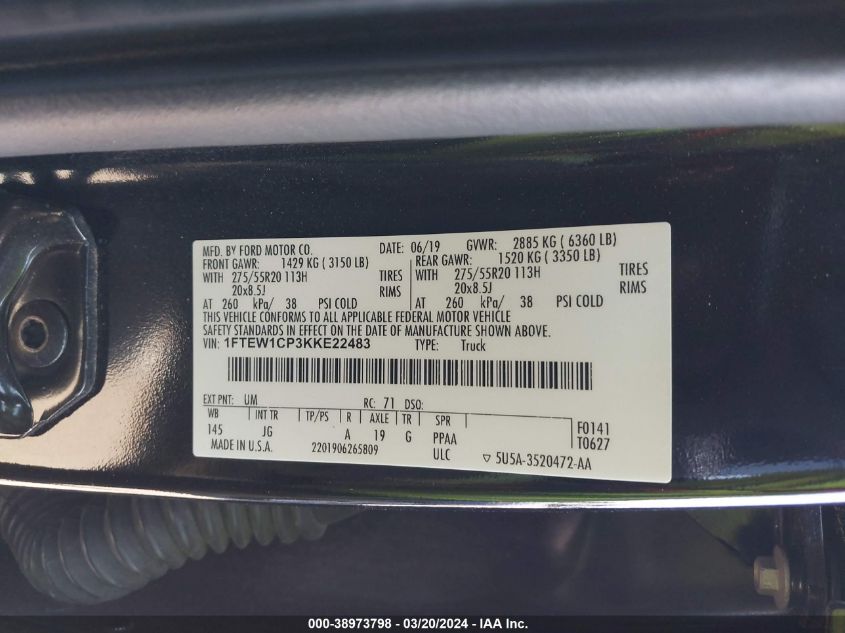 MFD. BY FORD MOTOR CO. DATE: 06/19 GVWR: 2885 KG ( 6360 LB)
FRONT GAWR: 1429 KG ( 3150 LB) REAR GAWR: 1520 KG ( 3350 LB)
WITH 275/55R20 113H TIRES WITH 275/55R20 113H TIRES
20x8.5J RIMS 20x8.5J RIMS
AT 260 kPa/ 38 PSI COLD AT 260 kPa/ 38 PSI COLD
THIS VEHICLE CONFORMS TO ALL APPLICABLE FEDERAL MOTOR VEHICLE
SAFETY STANDARDS IN EFFECT ON THE DATE OF MANUFACTURE SHOWN ABOVE.
VIN: 1FTEW1CP3KKE22483 TYPE: Truck
EXT PNT: UM RC: 71 DSO: F0141
WB INT TR TP/PS R AXLE TR SPR T0627
145 JG A 19 G PPAA
MADE IN U.S.A. 2201906265809 ULC ▽ 5U5A-3520472-AA
000-38973798 - 03/20/2024 - IAA Inc.